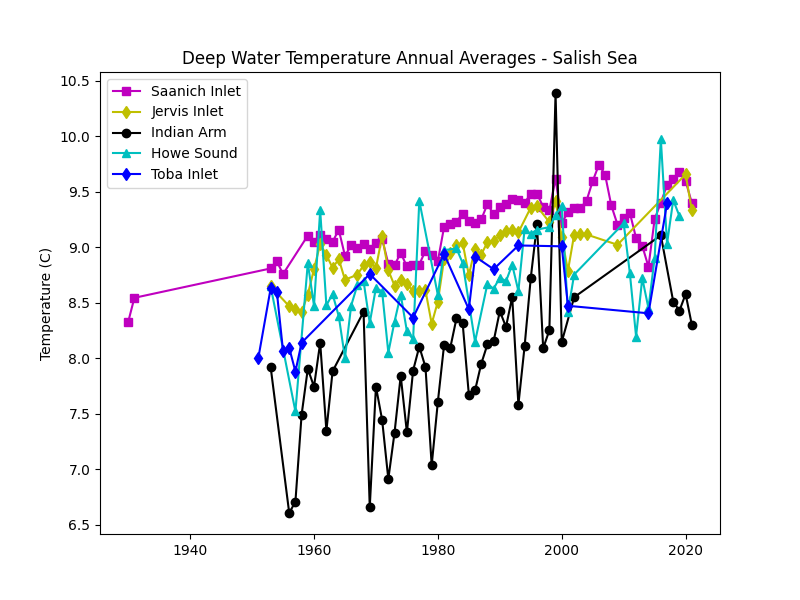 Deep Water Temperature Annual Averages - Salish Sea
Saanich Inlet
Jervis Inlet
Indian Arm
Howe Sound
Toba Inlet
Temperature (C)
10.5
10.0
9.5
9.0
8.5
8.0
7.5
7.0
6.5
1940 1960 1980 2000 2020